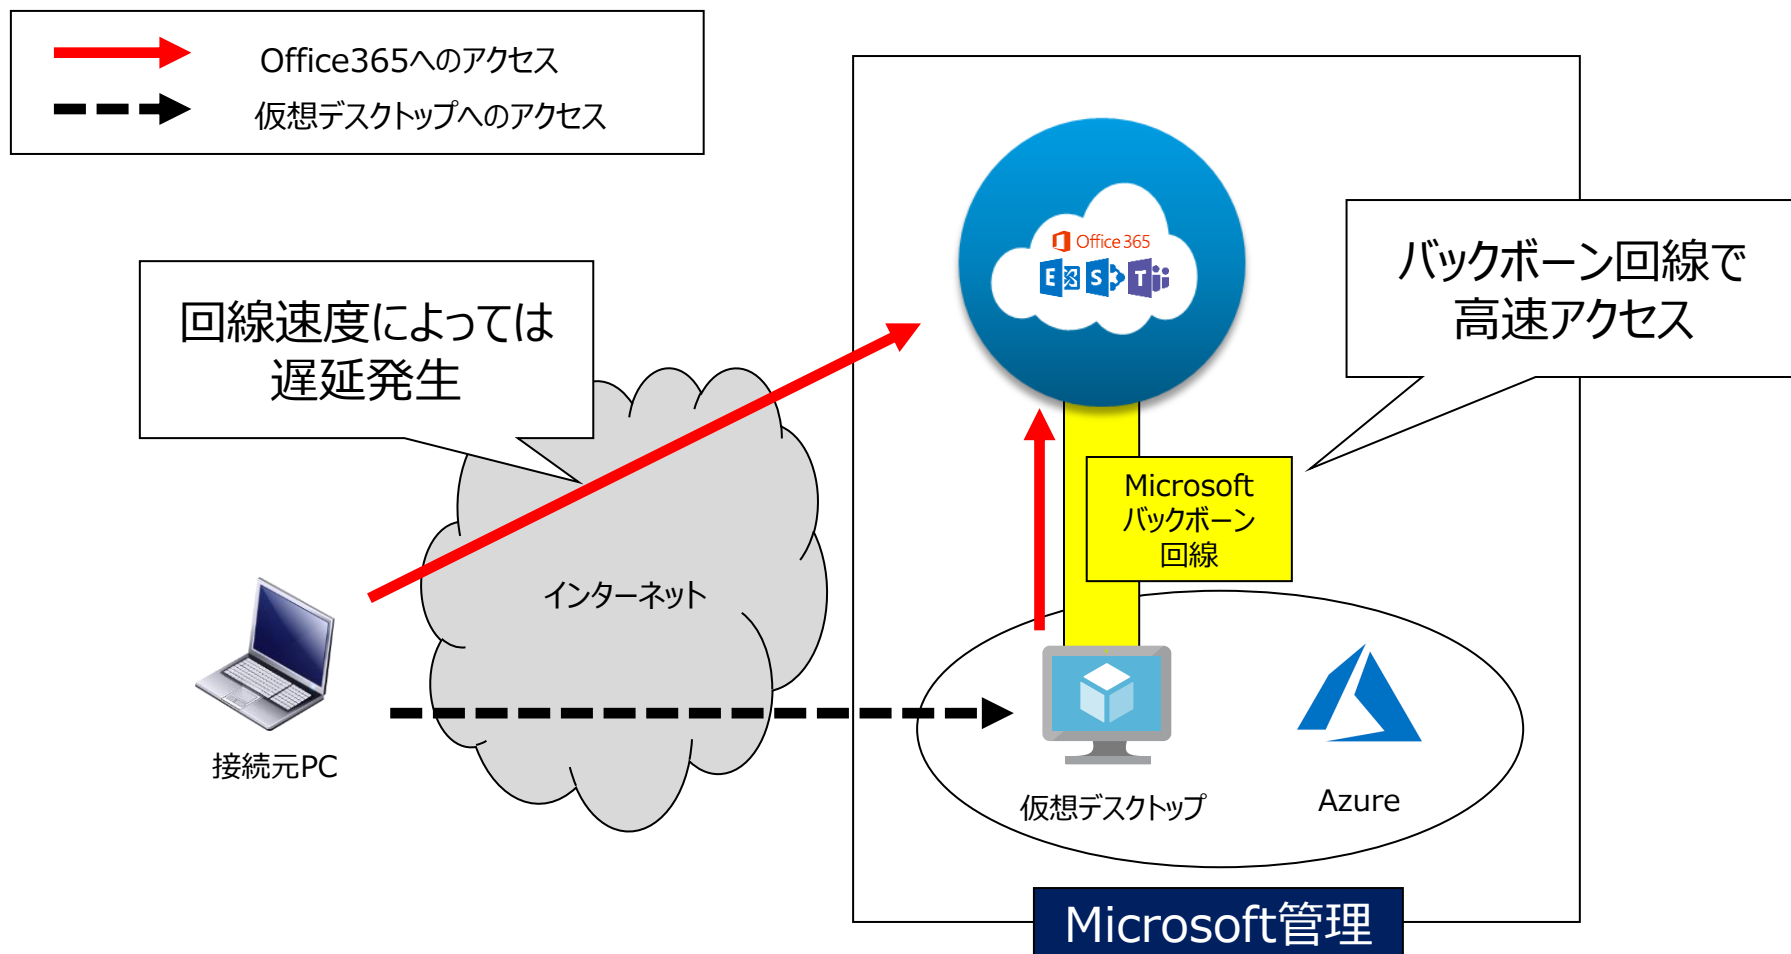 Office365へのアクセス
仮想デスクトップへのアクセス
回線速度によっては
遅延発生
Office 365
E S T
バックボーン回線で
高速アクセス
Microsoft
バックボーン
回線
インターネット
接続元PC
仮想デスクトップ
Azure
Microsoft管理